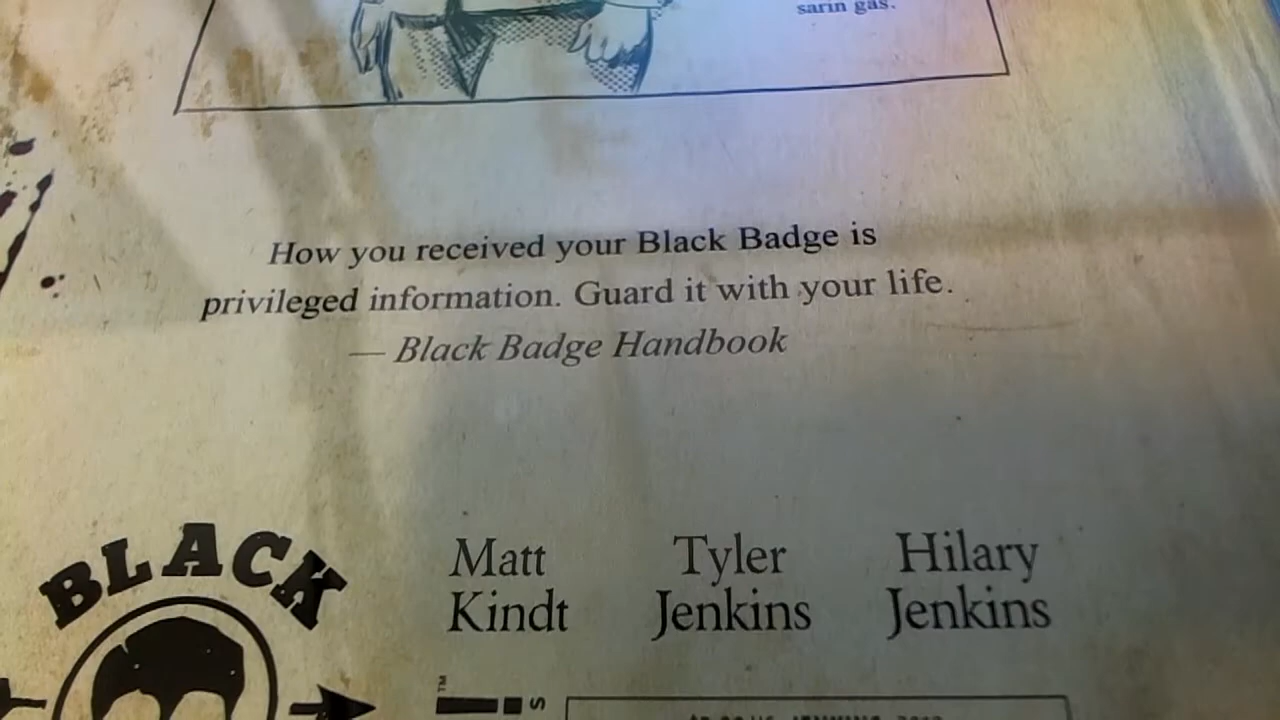 sarin gas.
How you received your Black Badge is
privileged information. Guard it with your life.
— Black Badge Handbook
BLACK
Matt Kindt
Tyler Jenkins
Hilary Jenkins
TM
S